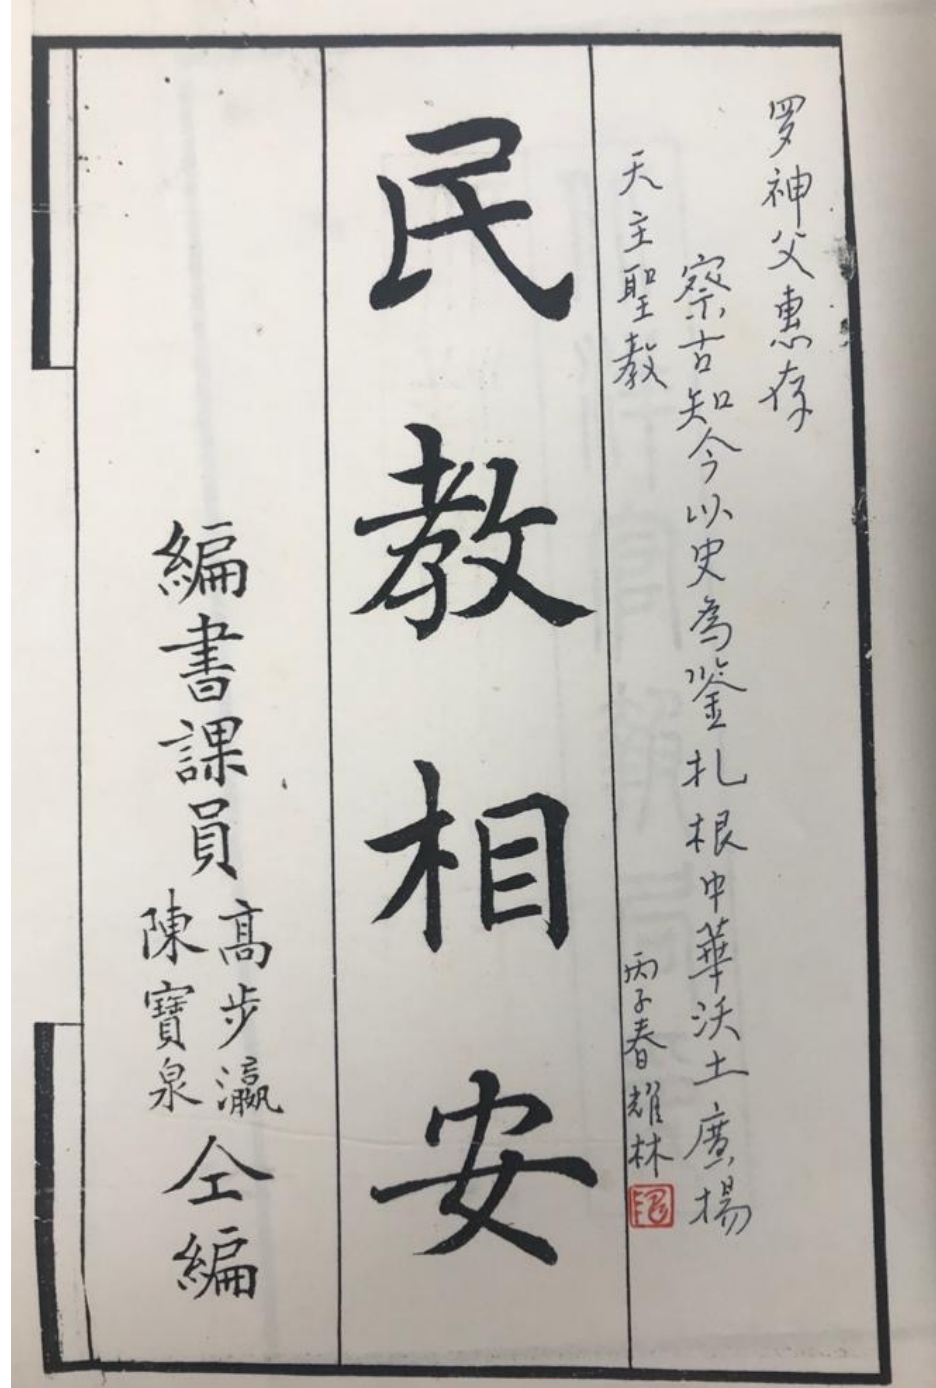 罗神父惠存
察古知今以史為鉴扎根中華沃土廣揚
天主聖教
丙子春耀林
民教相安
編書課員
高步瀛
陳寶泉
仝編